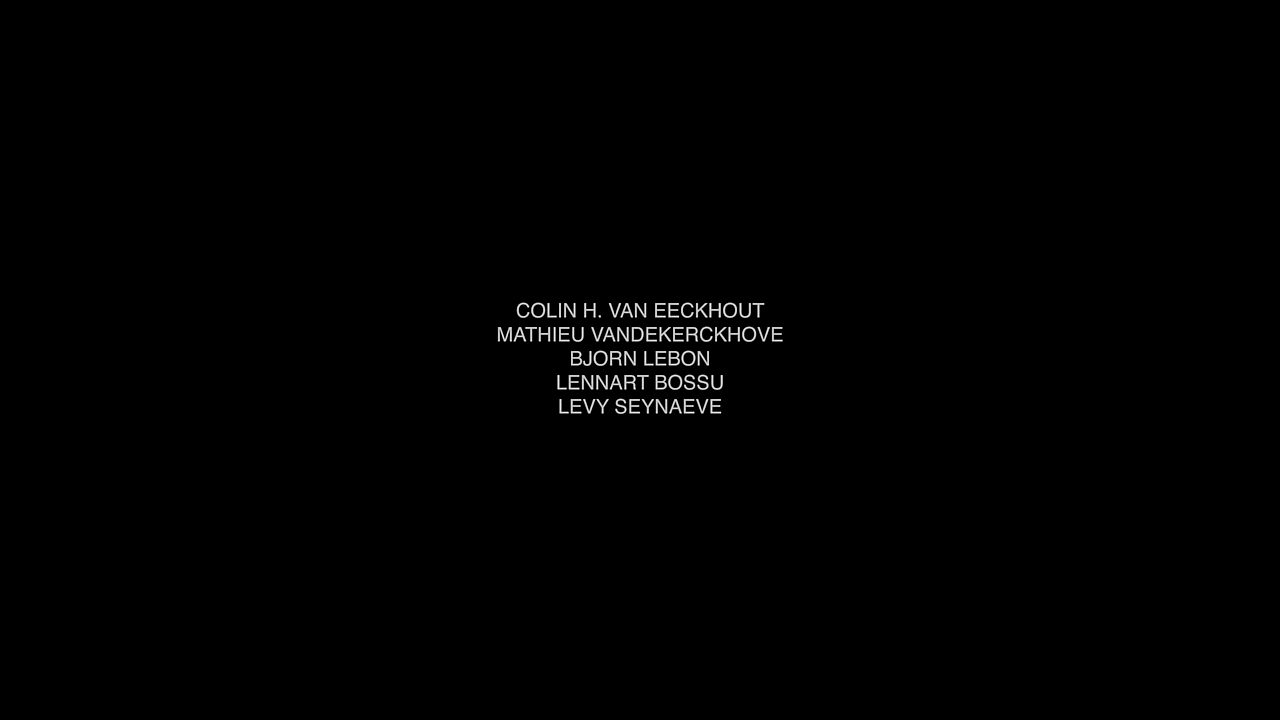 COLIN H. VAN EECKHOUT
MATHIEU VANDEKERCKHOVE
BJORN LEBON
LENNART BOSSU
LEVY SEYNAEVE